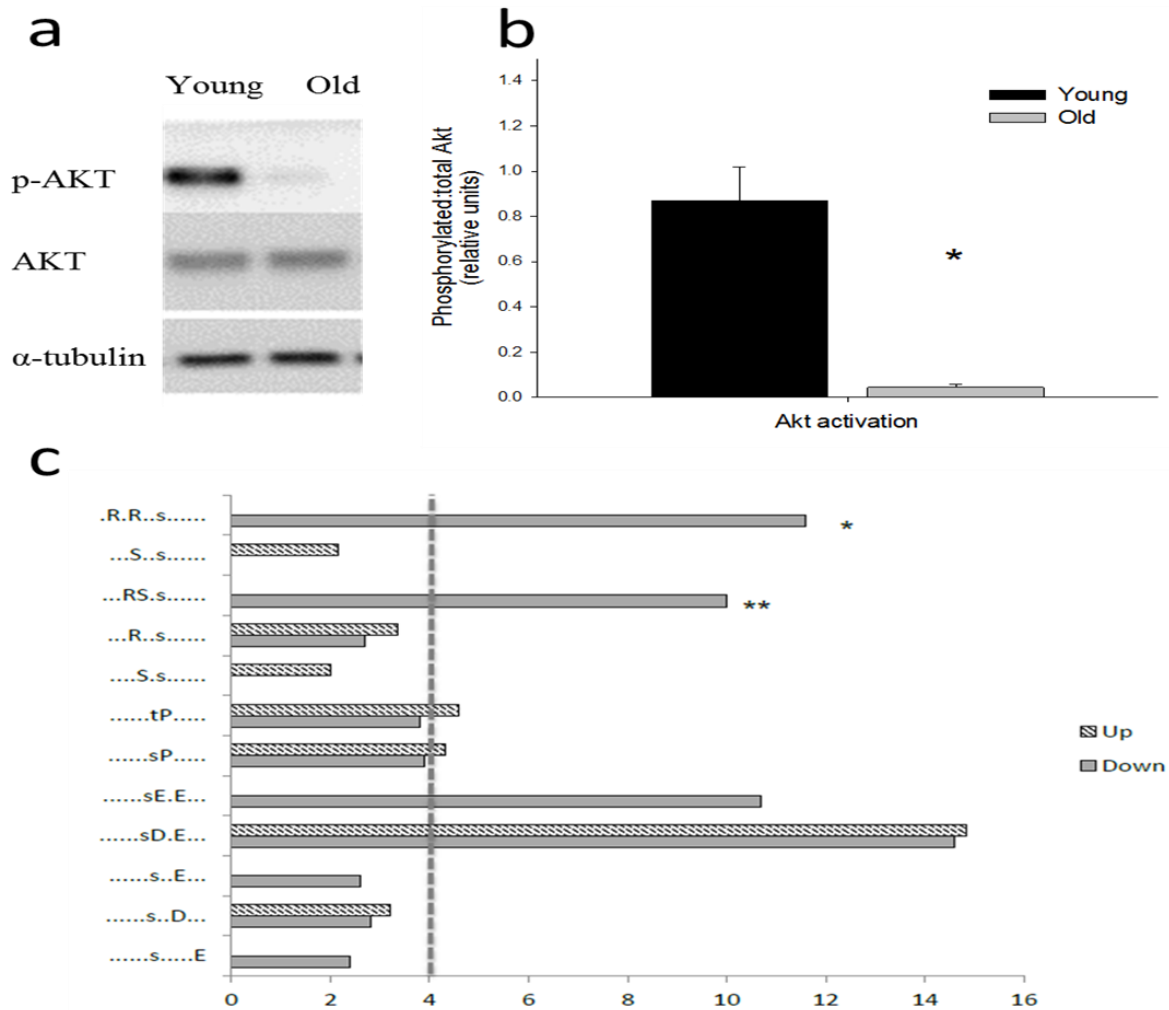 a
Young Old
p-AKT
AKT
α-tubulin
b
Phosphorylated:total Akt
(relative units)
1.4
1.2
1.0
0.8
0.6
0.4
0.2
0.0
Young
Old
*
Akt activation
c
.R.R..s...... *
...S..s......
...RS.s...... **
...R..s......
....S.s......
......tP.....
......sP.....
......sE.E...
......sD.E...
......s..E...
......s..D...
......s.....E
Up
Down
0 2 4 6 8 10 12 14 16